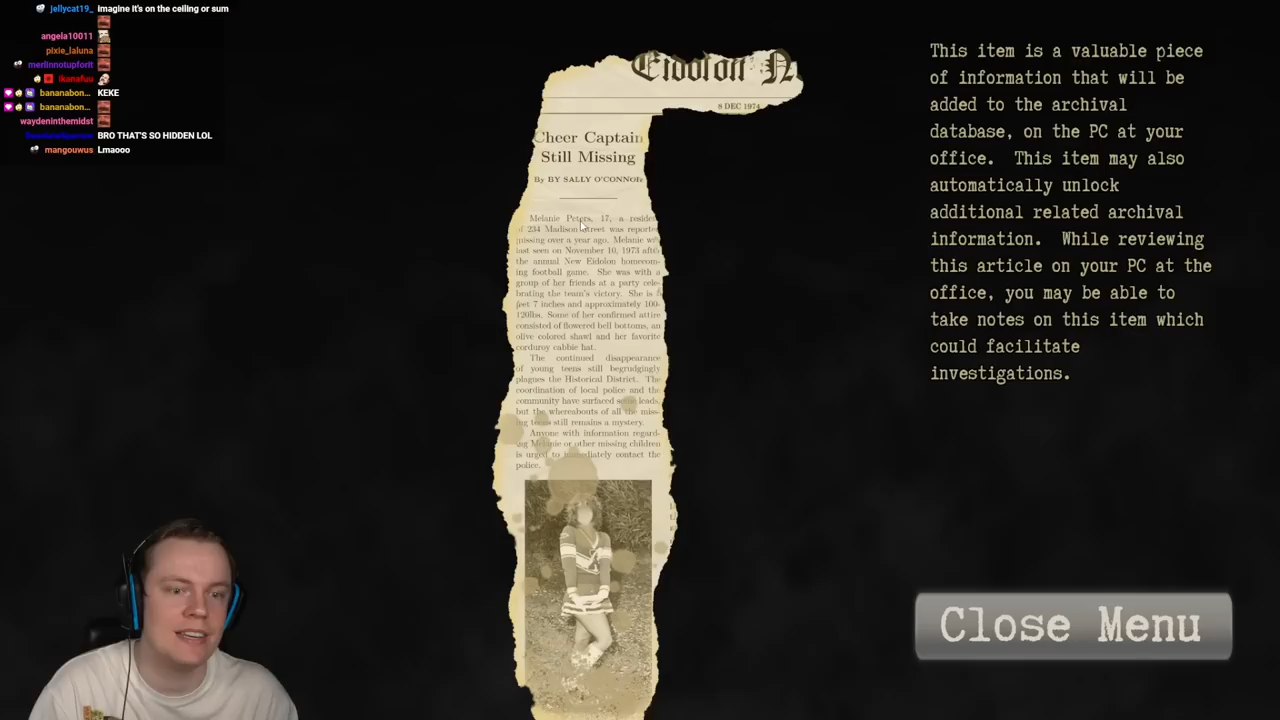 jellycat19_ Imagine it's on the ceiling or sum
angela10011
pixie_laluna
merlinnotupforit
ikanafuu
bananabon... KEKE
bananabon...
waydeninthemidst
BRO THAT'S SO HIDDEN LOL
mangouwus Lmaooo
Eidolon N
8 DEC 1974
Cheer Captain
Still Missing
By BY SALLY O'CONNOR
Melanie Peters, 17, a residen
of 234 Madison Street was reporte
missing over a year ago. Melanie w
last seen on November 10, 1973 afte
the annual New Eidolon homecom-
ing football game. She was with a
group of her friends at a party cele-
brating the team's victory. She is 5
feet 7 inches and approximately 100-
120lbs. Some of her confirmed attire
consisted of flowered bell bottoms, an
olive colored shawl and her favorite
corduroy cabbie hat.
The continued disappearance
of young teens still begrudgingly
plagues the Historical District. The
coordination of local police and the
community have surfaced some leads,
but the whereabouts of all the miss-
ing teens still remains a mystery.
Anyone with information regard-
ing Melanie or other missing children
is urged to immediately contact the
police.
This item is a valuable piece
of information that will be
added to the archival
database, on the PC at your
office. This item may also
automatically unlock
additional related archival
information. While reviewing
this article on your PC at the
office, you may be able to
take notes on this item which
could facilitate
investigations.
Close Menu